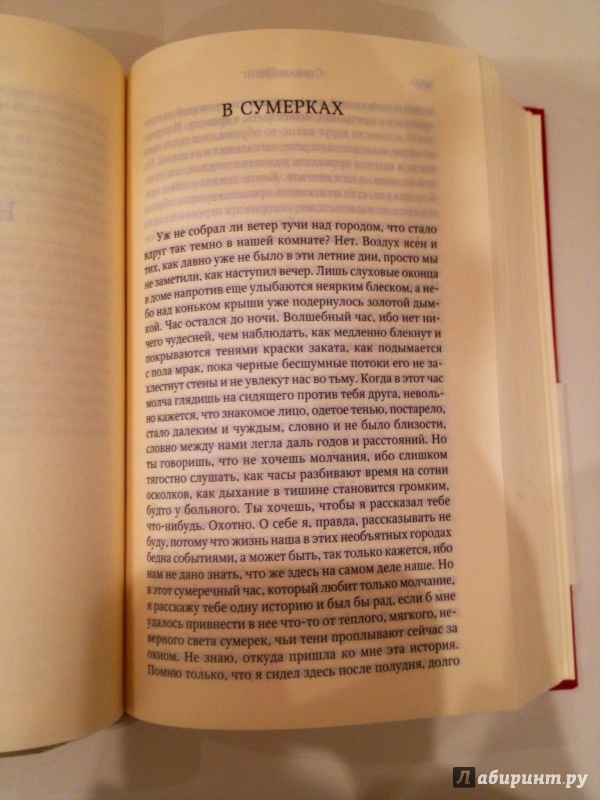 В СУМЕРКАХ
Уж не собрал ли ветер тучи над городом, что стало
вдруг так темно в нашей комнате? Нет. Воздух ясен и
тих, как давно уже не было в эти летние дни, просто мы
не заметили, как наступил вечер. Лишь слуховые оконца
в доме напротив еще улыбаются неярким блеском, а не-
бо над коньком крыши уже подернулось золотой дым-
кой. Час остался до ночи. Волшебный час, ибо нет ни-
чего чудесней, чем наблюдать, как медленно блекнут и
покрываются тенями краски заката, как подымается
с пола мрак, пока черные бесшумные потоки его не за-
хлестнут стены и не увлекут нас во тьму. Когда в этот час
молча глядишь на сидящего против тебя друга, неволь-
но кажется, что знакомое лицо, одетое тенью, постарело,
стало далеким и чуждым, словно и не было близости,
словно между нами легла даль годов и расстояний. Но
ты говоришь, что не хочешь молчания, ибо слишком
тягостно слушать, как часы разбивают время на сотни
осколков, как дыхание в тишине становится громким,
будто у больного. Ты хочешь, чтобы я рассказал тебе
что-нибудь. Охотно. О себе я, правда, рассказывать не
буду, потому что жизнь наша в этих необъятных городах
бедна событиями, а может быть, так только кажется, ибо
нам не дано знать, что же здесь на самом деле наше. Но
в этот сумеречный час, который любит только молчание,
я расскажу тебе одну историю и был бы рад, если б мне
удалось привнести в нее что-то от теплого, мягкого, не-
верного света сумерек, чьи тени проплывают сейчас за
окном. Не знаю, откуда пришла ко мне эта история.
Помню только, что я сидел здесь после полудня, долго
Лабиринт.ру